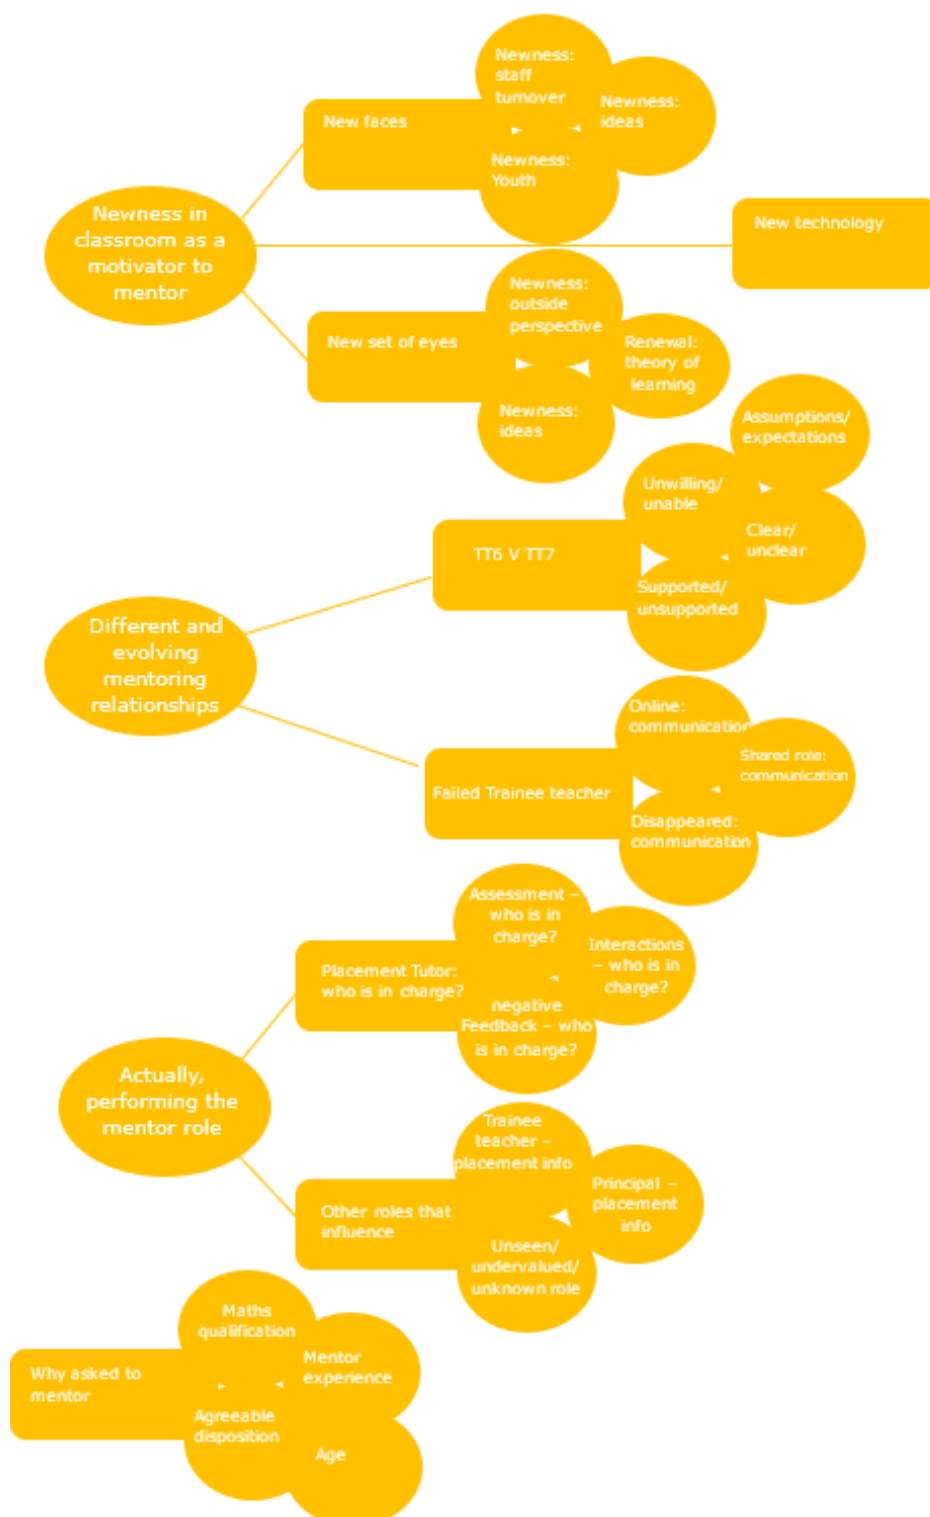 Newness in
classroom as a
motivator to
mentor
New faces
Newness:
staff
turnover
Newness:
ideas
Newness:
Youth
New technology
New set of eyes
Newness:
outside
perspective
Renewal:
theory of
learning
Newness:
ideas
Different and
evolving
mentoring
relationships
TT6 V TT7
Unwilling/
unable
Assumptions/
expectations
Clear/
unclear
Supported/
unsupported
Failed Trainee teacher
Online:
communication
Shared role:
communication
Disappeared:
communication
Actually,
performing the
mentor role
Placement Tutor:
who is in charge?
Assessment –
who is in
charge?
Interactions
– who is in
charge?
negative
Feedback – who
is in charge?
Other roles that
influence
Trainee
teacher –
placement info
Principal –
placement
info
Unseen/
undervalued/
unknown role
Why asked to
mentor
Maths
qualification
Mentor
experience
Agreeable
disposition
Age